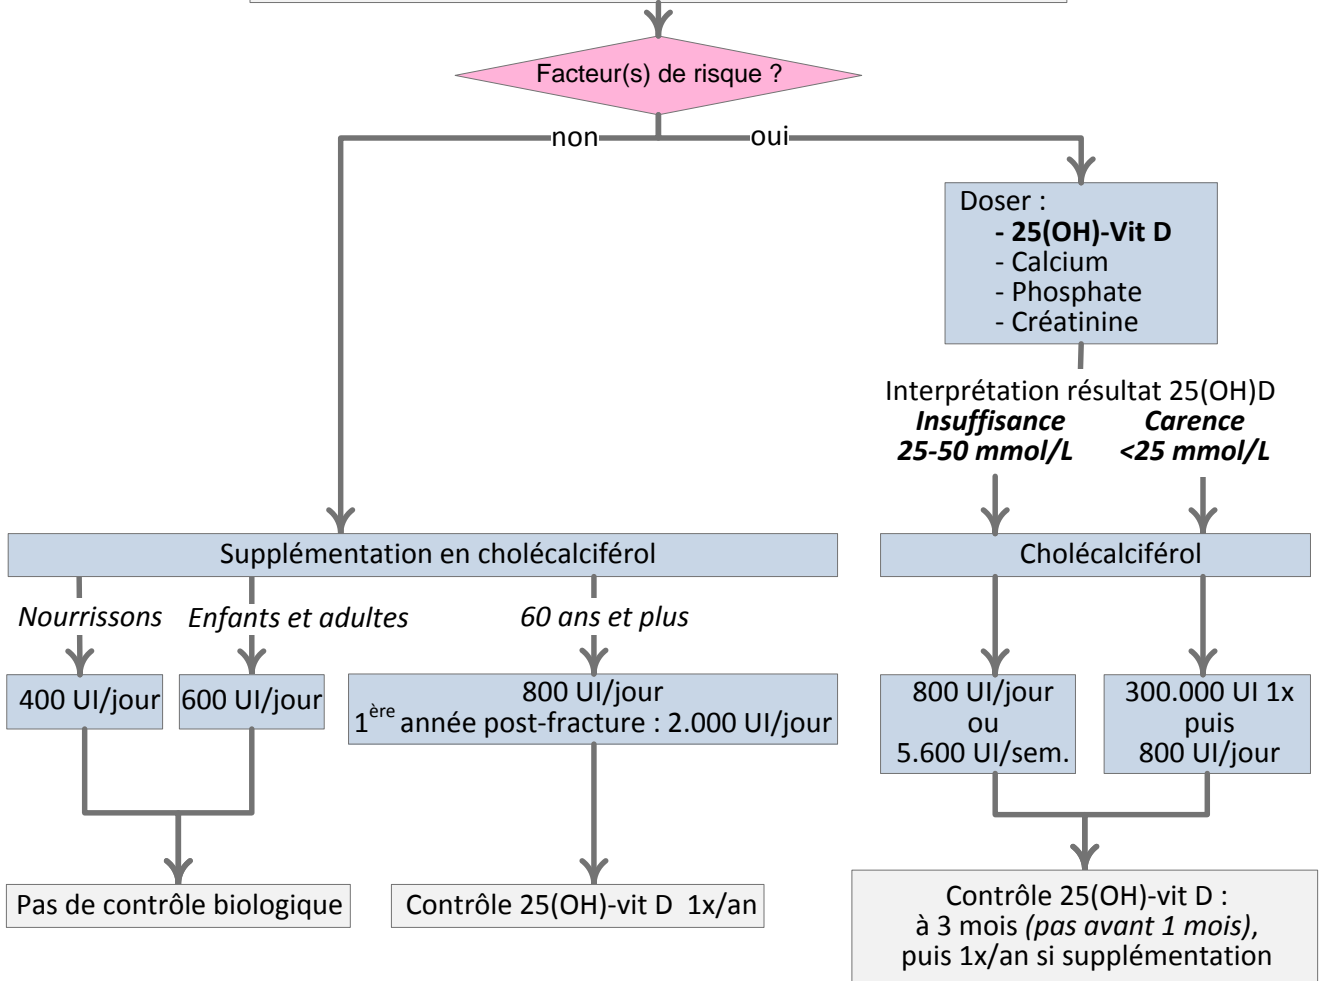 Facteur(s) de risque ?
non
oui
Doser :
- 25(OH)-Vit D
- Calcium
- Phosphate
- Créatinine
Interprétation résultat 25(OH)D
Insuffisance
25-50 mmol/L
Carence
<25 mmol/L
Supplémentation en cholécalciférol
Cholécalciférol
Nourrissons
Enfants et adultes
60 ans et plus
400 UI/jour
600 UI/jour
800 UI/jour
1ère année post-fracture : 2.000 UI/jour
800 UI/jour
ou
5.600 UI/sem.
300.000 UI 1x
puis
800 UI/jour
Pas de contrôle biologique
Contrôle 25(OH)-vit D 1x/an
Contrôle 25(OH)-vit D :
à 3 mois (pas avant 1 mois),
puis 1x/an si supplémentation